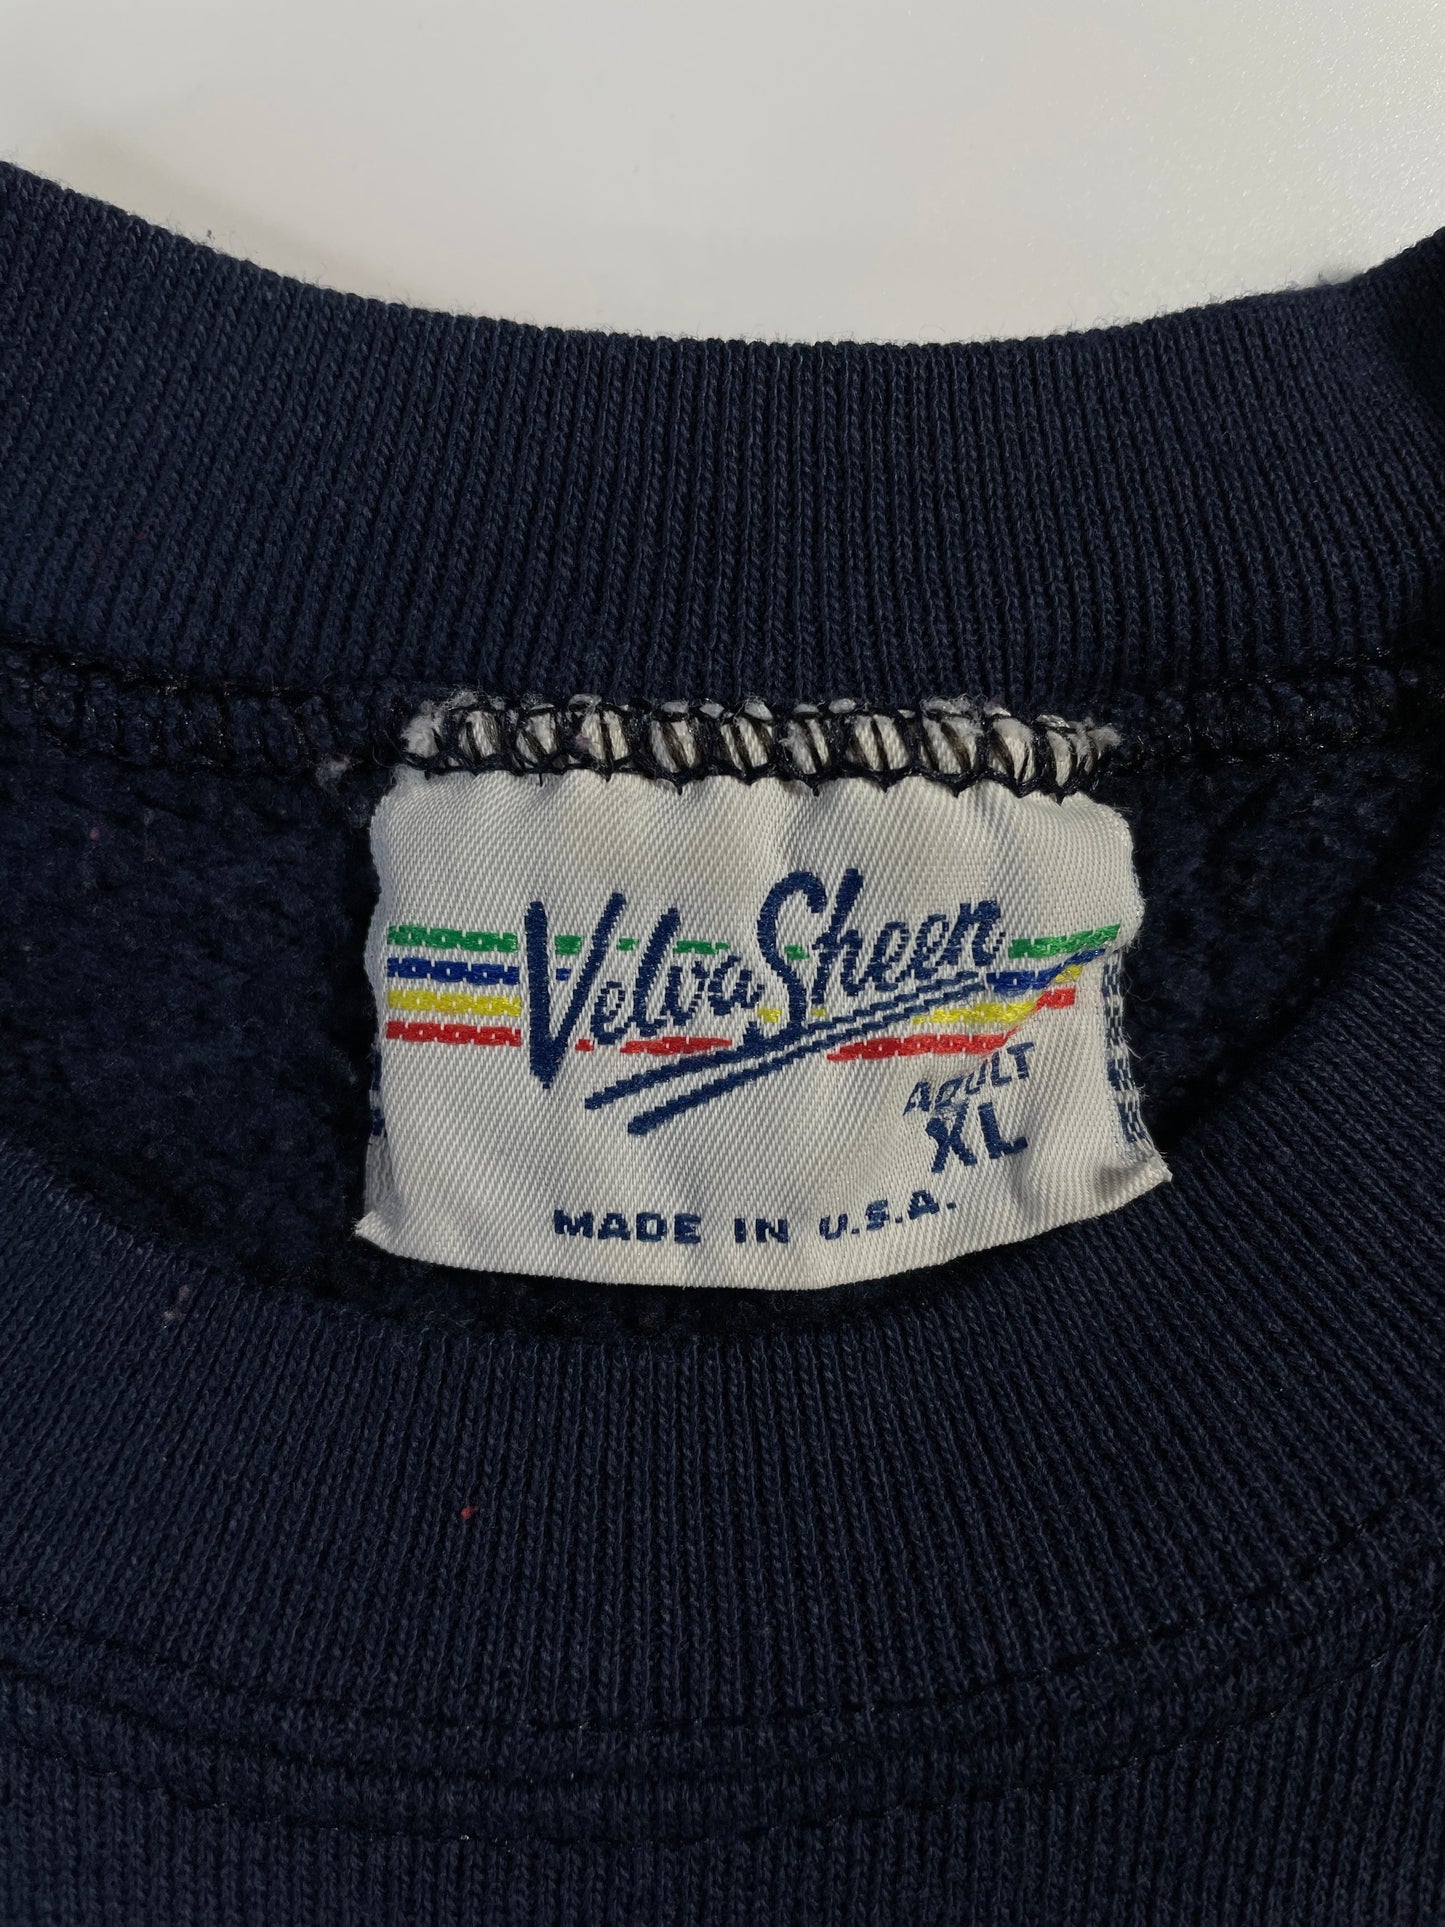 Velva Sheen
ADULT
XL
MADE IN U.S.A.